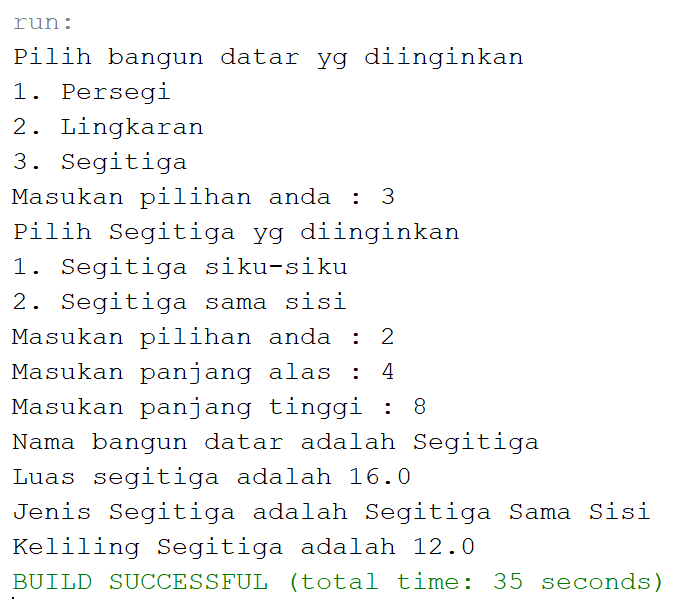 run:
Pilih bangun datar yg diinginkan
1. Persegi
2. Lingkaran
3. Segitiga
Masukan pilihan anda : 3
Pilih Segitiga yg diinginkan
1. Segitiga siku-siku
2. Segitiga sama sisi
Masukan pilihan anda : 2
Masukan panjang alas : 4
Masukan panjang tinggi : 8
Nama bangun datar adalah Segitiga
Luas segitiga adalah 16.0
Jenis Segitiga adalah Segitiga Sama Sisi
Keliling Segitiga adalah 12.0
BUILD SUCCESSFUL (total time: 35 seconds)